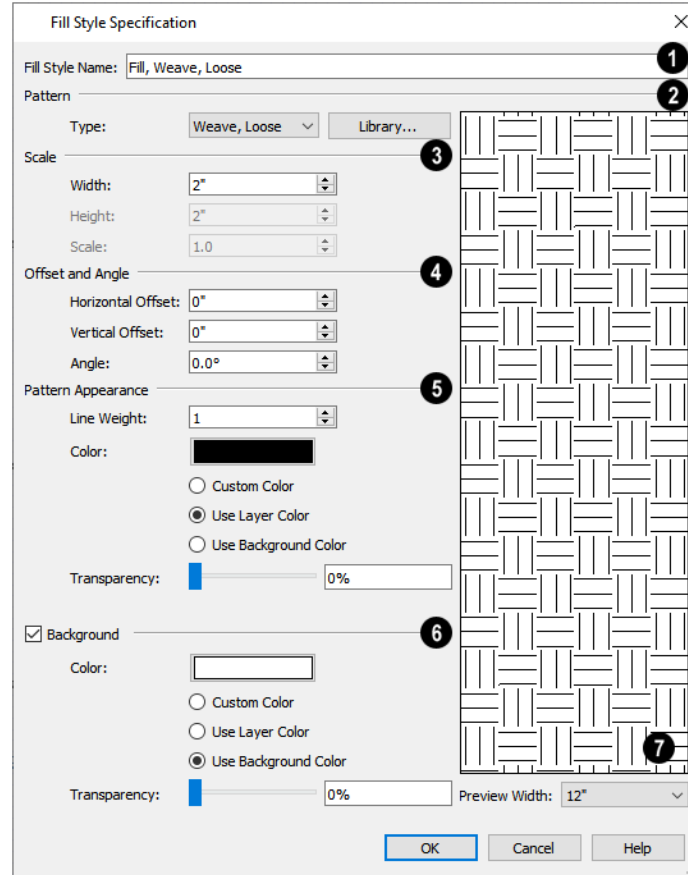 Fill Style Specification
Fill Style Name: Fill, Weave, Loose 1
Pattern 2
Type: Weave, Loose Library...
Scale 3
Width: 2"
Height: 2"
Scale: 1.0
Offset and Angle 4
Horizontal Offset: 0"
Vertical Offset: 0"
Angle: 0.0°
Pattern Appearance 5
Line Weight: 1
Color:
Custom Color
Use Layer Color
Use Background Color
Transparency: 0%
Background 6
Color:
Custom Color
Use Layer Color
Use Background Color 7
Transparency: 0% Preview Width: 12"
OK Cancel Help